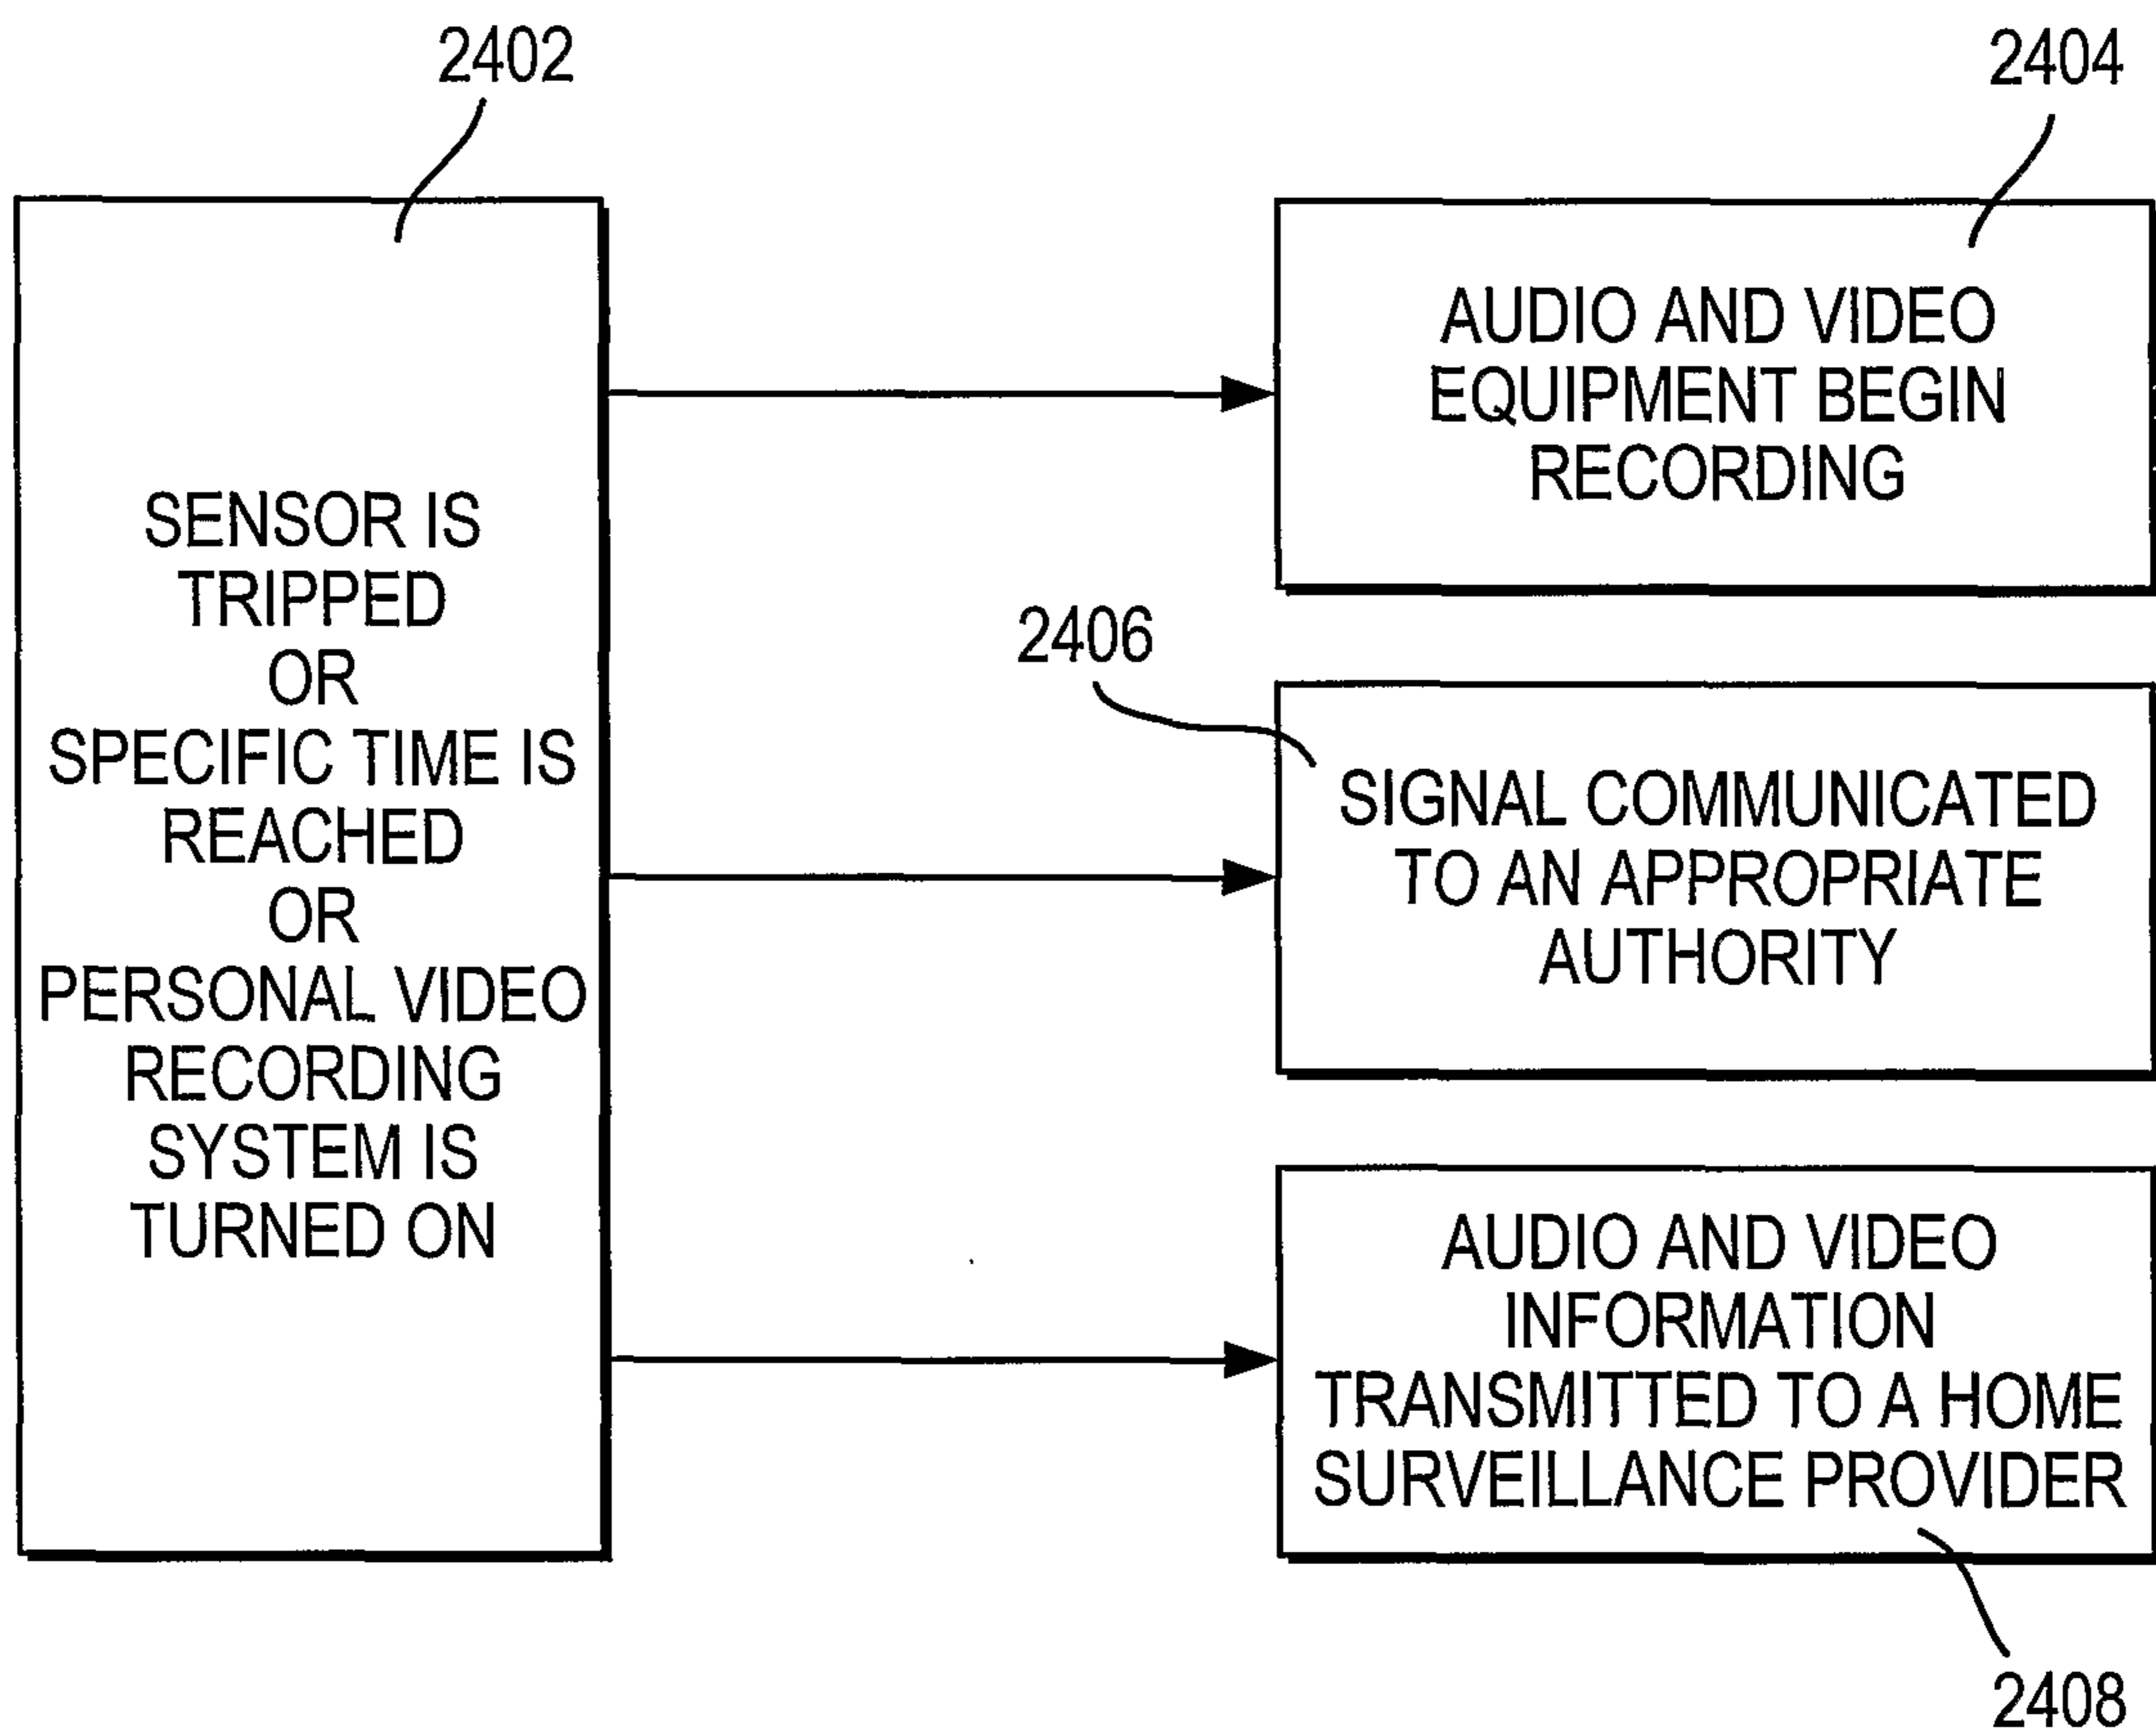 2402
2404
SENSOR IS
TRIPPED
OR
SPECIFIC TIME IS
REACHED
OR
PERSONAL VIDEO
RECORDING
SYSTEM IS
TURNED ON
AUDIO AND VIDEO
EQUIPMENT BEGIN
RECORDING
2406
SIGNAL COMMUNICATED
TO AN APPROPRIATE
AUTHORITY
AUDIO AND VIDEO
INFORMATION
TRANSMITTED TO A HOME
SURVEILLANCE PROVIDER
2408